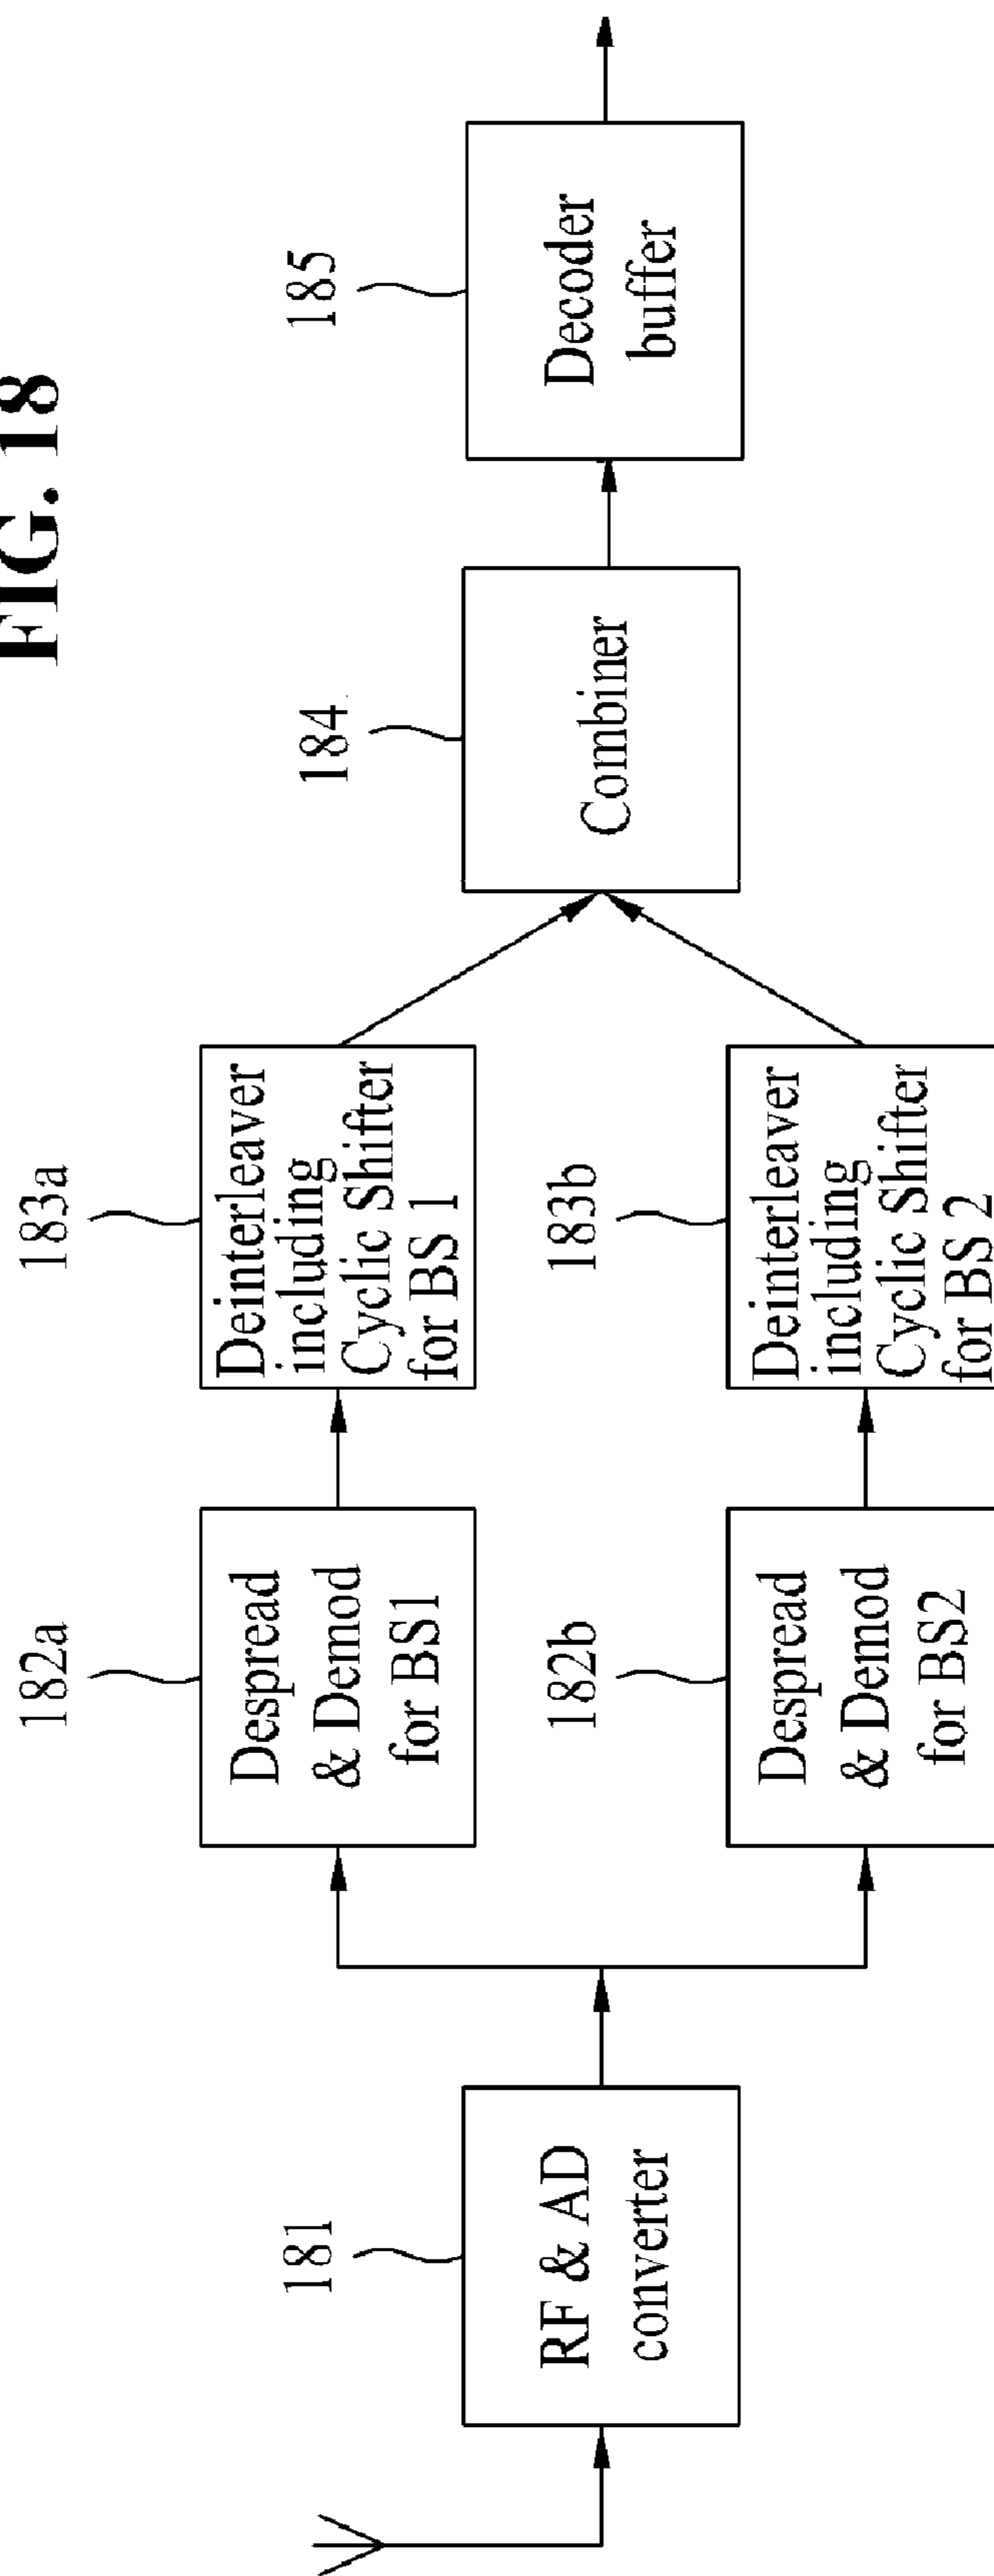 FIG. 18
181
RF & AD
converter
182a
Despread
& Demod
for BS1
183a
Deinterleaver
including
Cyclic Shifter
for BS 1
182b
Despread
& Demod
for BS2
183b
Deinterleaver
including
Cyclic Shifter
for BS 2
184
Combiner
185
Decoder
buffer